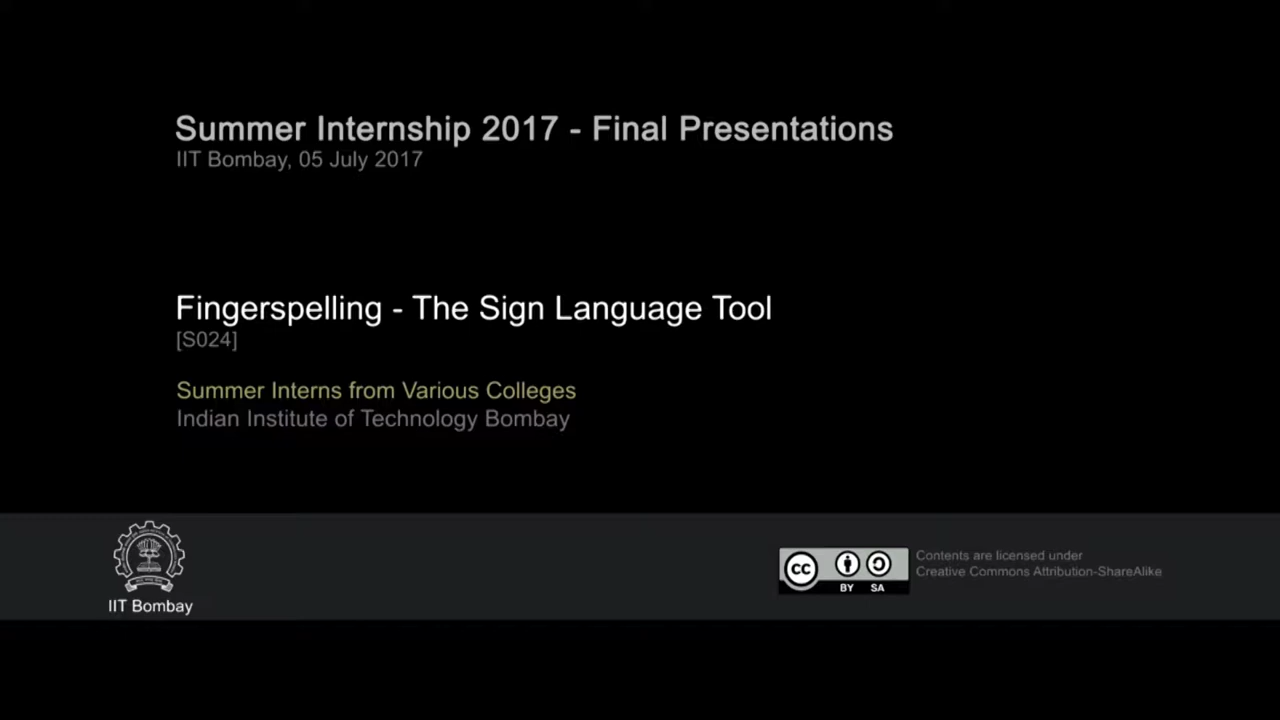 Summer Internship 2017 - Final Presentations
IIT Bombay, 05 July 2017
Fingerspelling - The Sign Language Tool
[S024]
Summer Interns from Various Colleges
Indian Institute of Technology Bombay
IIT Bombay
cc
BY SA
Contents are licensed under
Creative Commons Attribution-ShareAlike